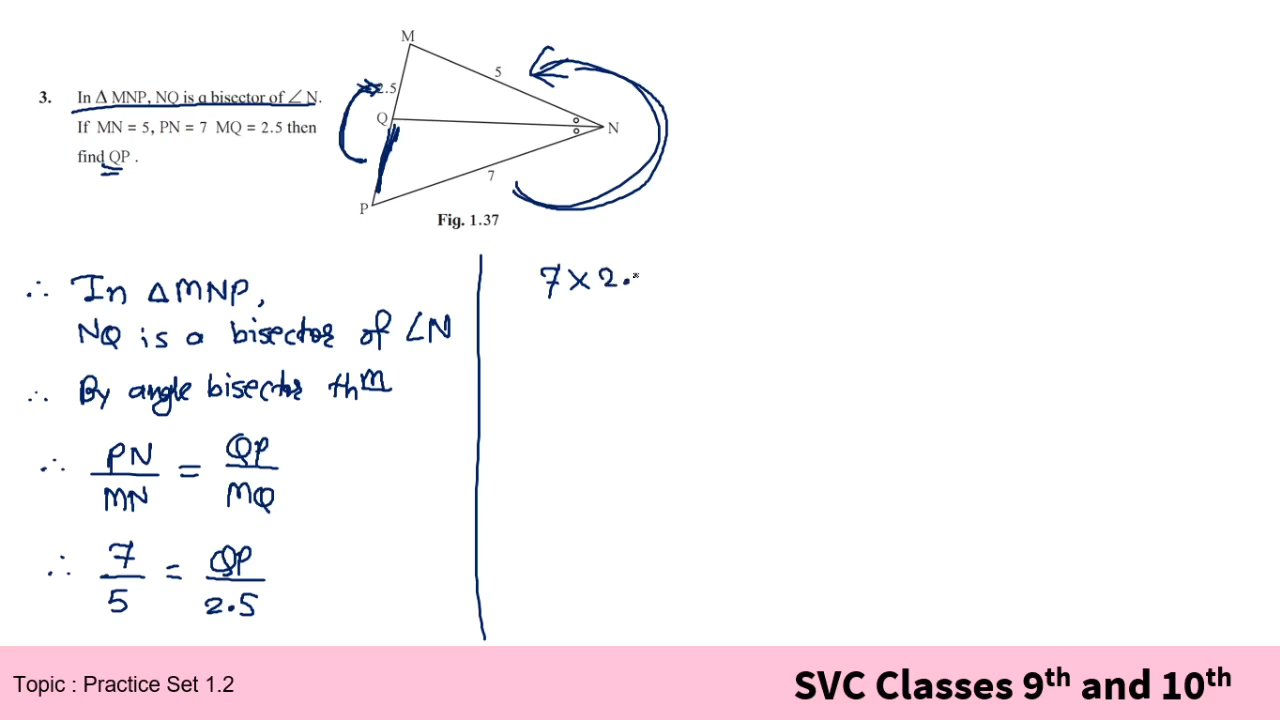 3. In Δ MNP, NQ is a bisector of ∠ N.
If MN = 5, PN = 7 MQ = 2.5 then
find QP .
M
5
2.5
Q
N
7
P
Fig. 1.37
∴ In ΔMNP,
NQ is a bisector of ∠N
∴ By angle bisector thm
∴ PN/MN = QP/MQ
∴ 7/5 = QP/2.5
7 × 2.
Topic : Practice Set 1.2
SVC Classes 9th and 10th